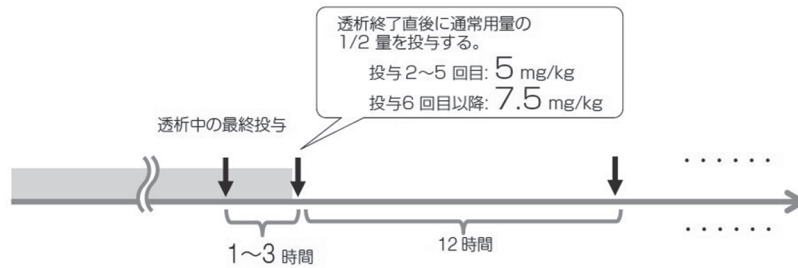 透析終了直後に通常用量の
1/2 量を投与する。
投与2～5 回目: 5 mg/kg
投与6 回目以降: 7.5 mg/kg
透析中の最終投与
1～3 時間
12時間